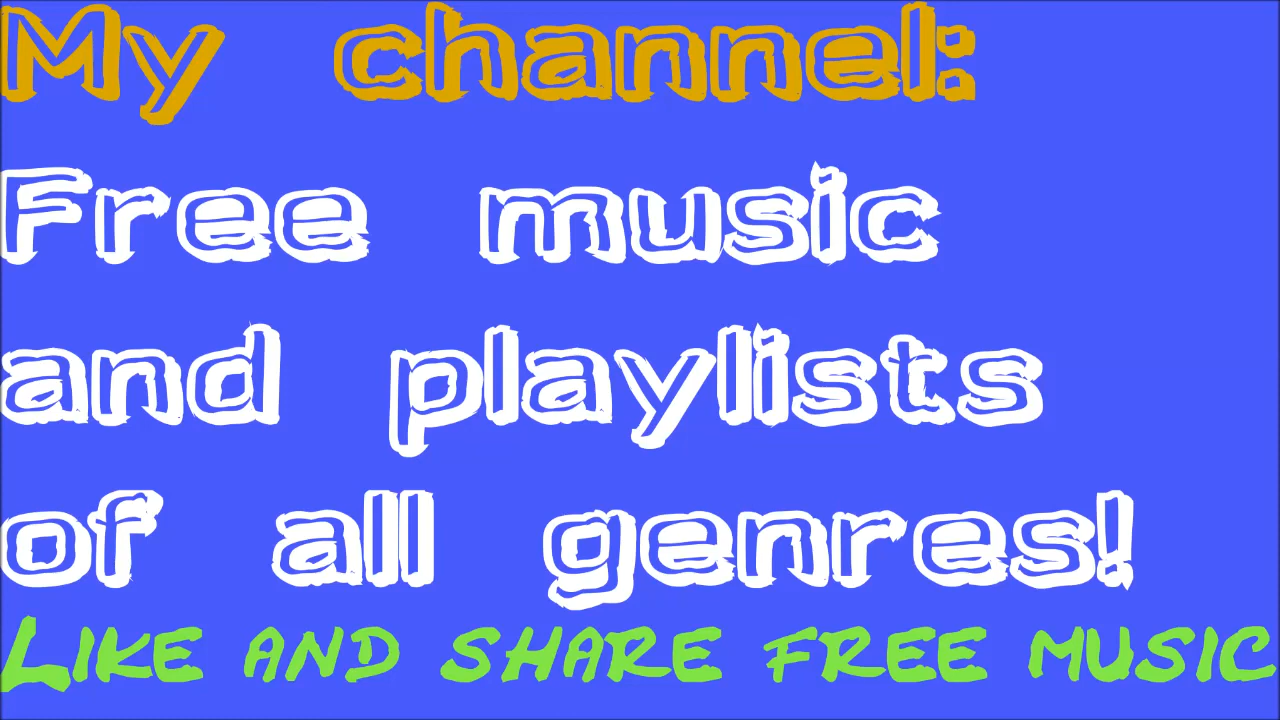 My channel:
Free music
and playlists
of all genres!
Like and share free music